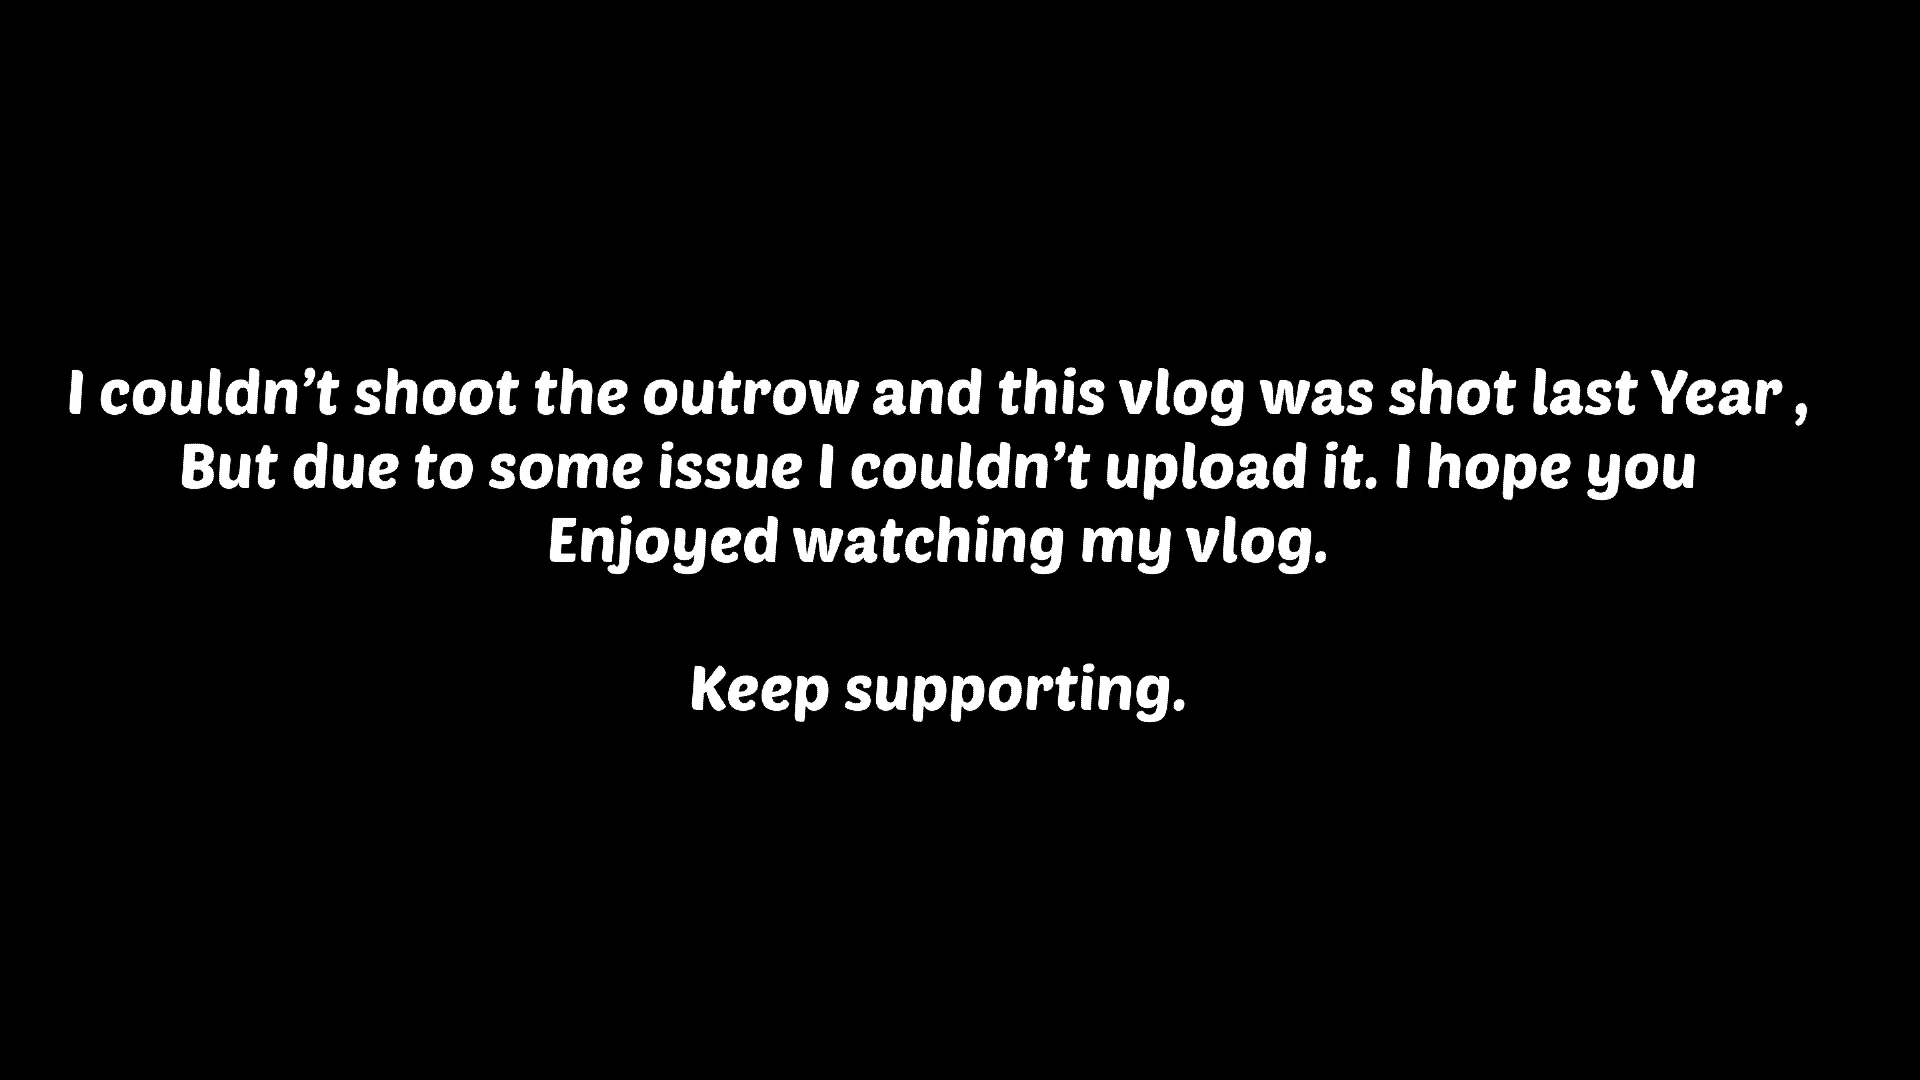 I couldn’t shoot the outrow and this vlog was shot last Year ,
But due to some issue I couldn’t upload it. I hope you
Enjoyed watching my vlog.
Keep supporting.